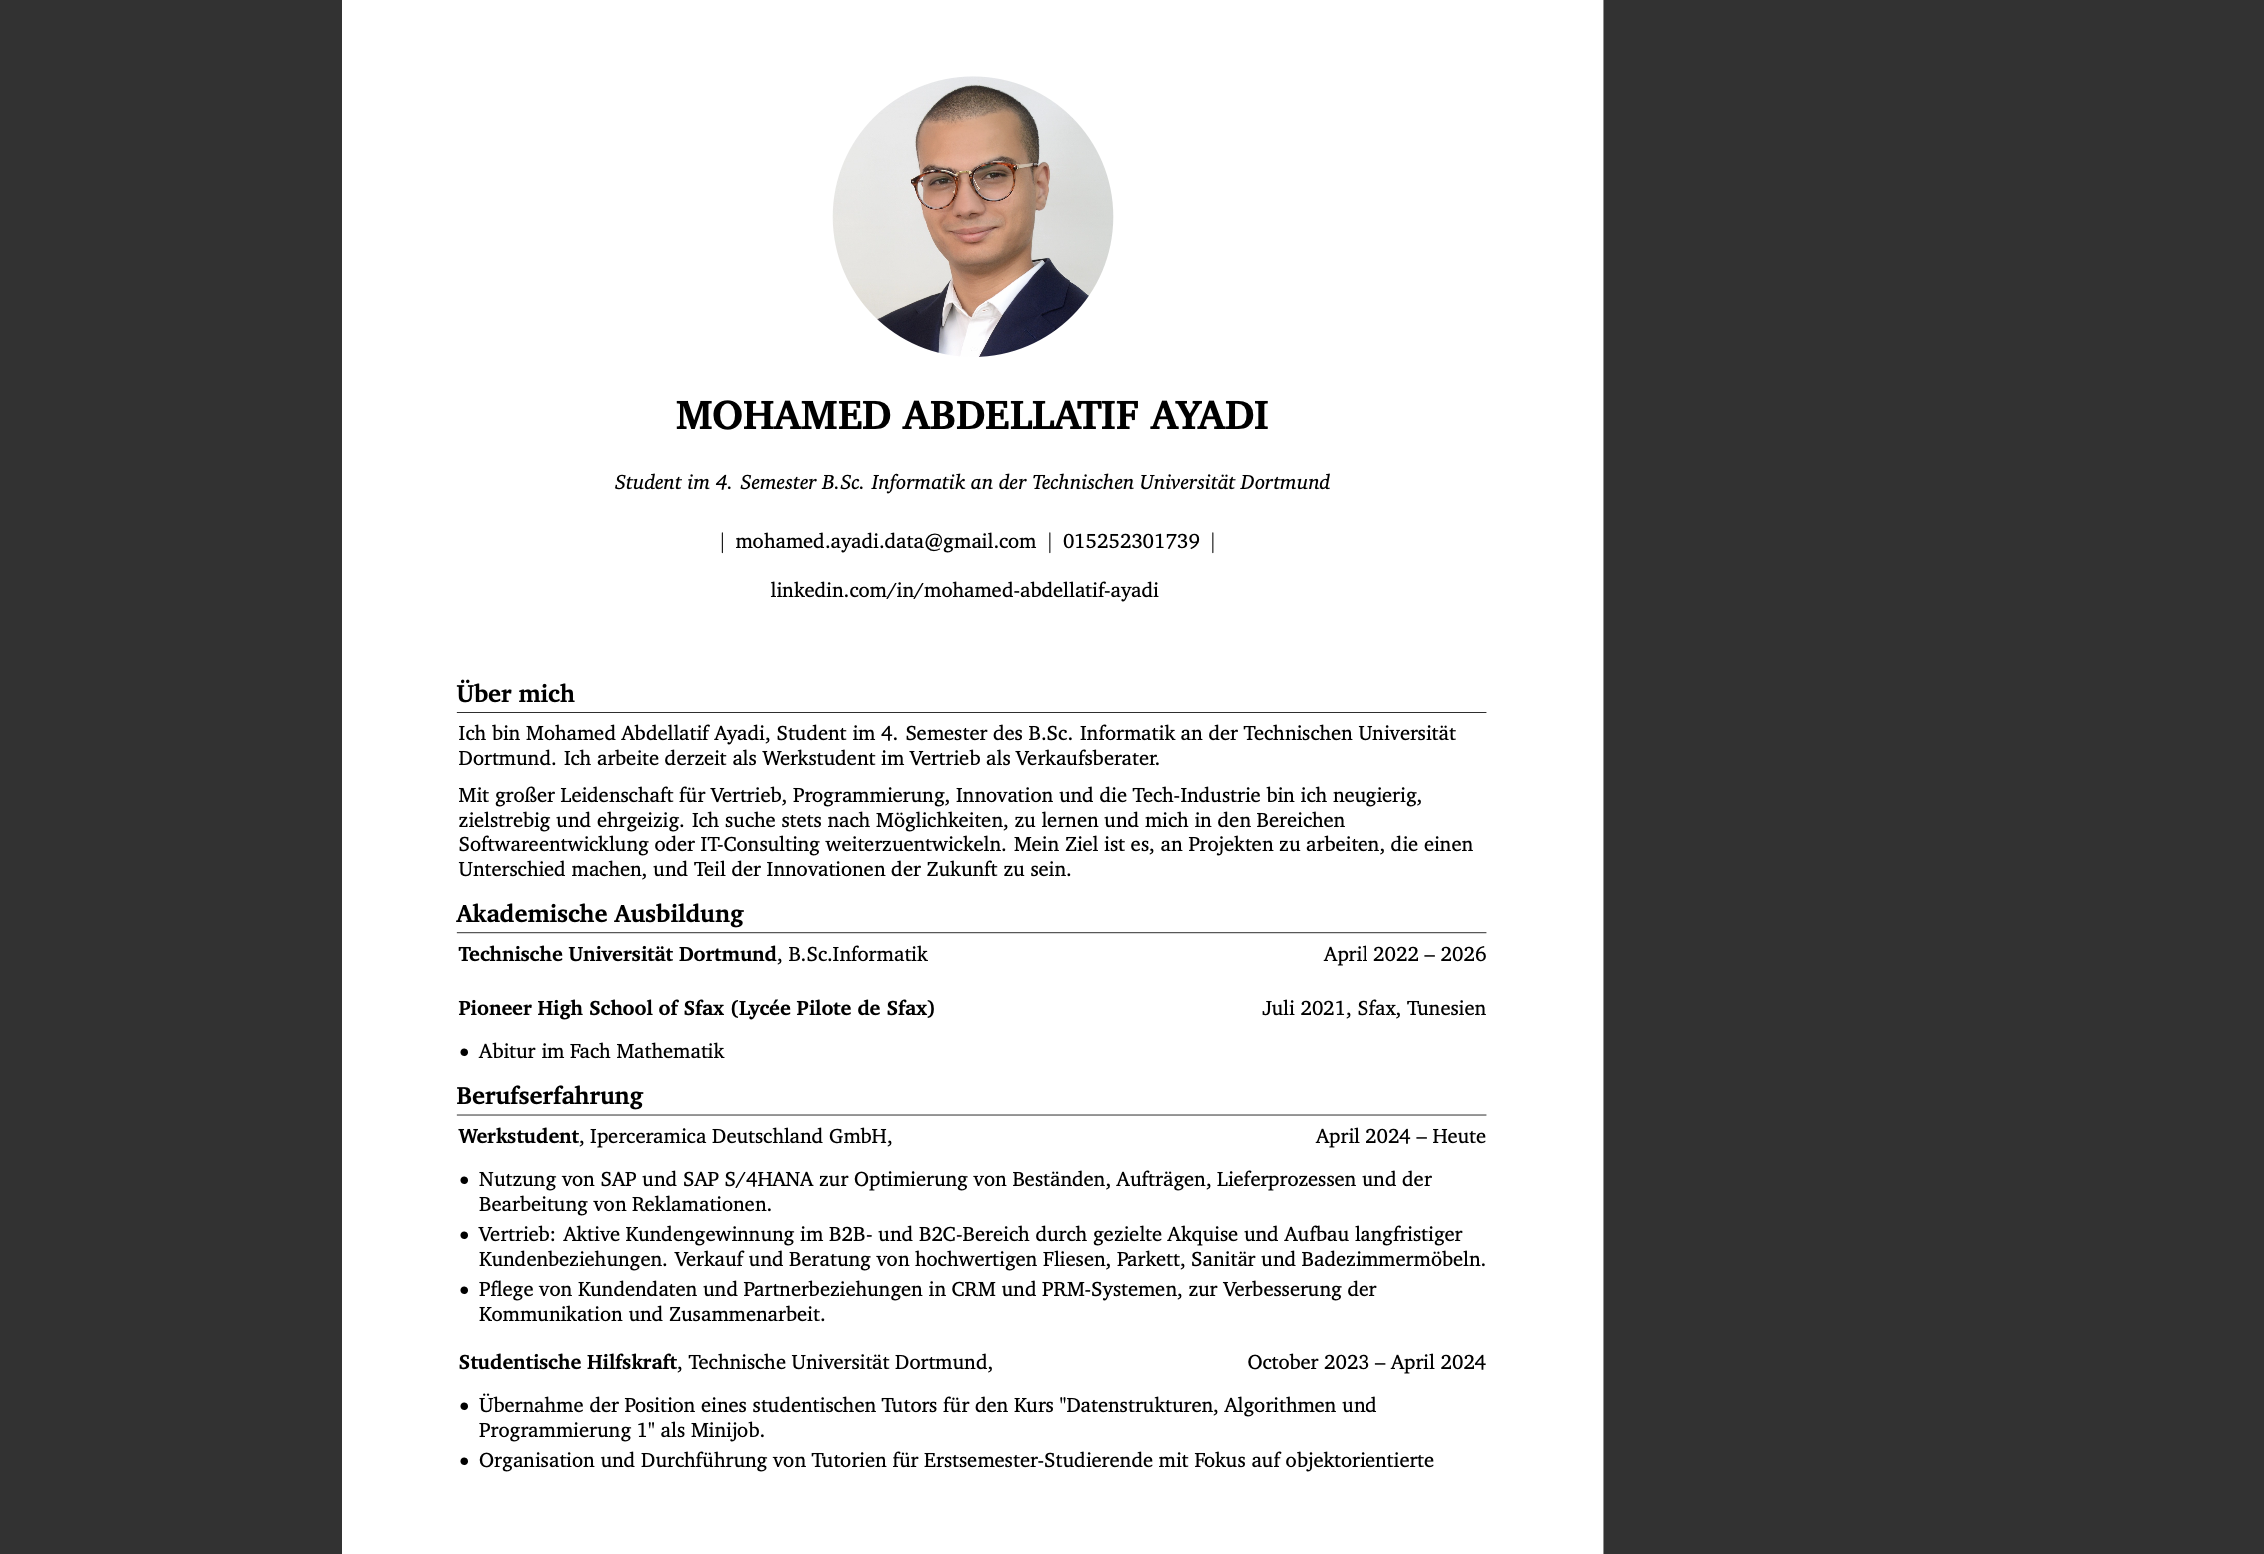 MOHAMED ABDELLATIF AYADI
Student im 4. Semester B.Sc. Informatik an der Technischen Universität Dortmund
| mohamed.ayadi.data@gmail.com | 015252301739 |
linkedin.com/in/mohamed-abdellatif-ayadi
Über mich
Ich bin Mohamed Abdellatif Ayadi, Student im 4. Semester des B.Sc. Informatik an der Technischen Universität
Dortmund. Ich arbeite derzeit als Werkstudent im Vertrieb als Verkaufsberater.
Mit großer Leidenschaft für Vertrieb, Programmierung, Innovation und die Tech-Industrie bin ich neugierig,
zielstrebig und ehrgeizig. Ich suche stets nach Möglichkeiten, zu lernen und mich in den Bereichen
Softwareentwicklung oder IT-Consulting weiterzuentwickeln. Mein Ziel ist es, an Projekten zu arbeiten, die einen
Unterschied machen, und Teil der Innovationen der Zukunft zu sein.
Akademische Ausbildung
Technische Universität Dortmund, B.Sc.Informatik April 2022 – 2026
Pioneer High School of Sfax (Lycée Pilote de Sfax) Juli 2021, Sfax, Tunesien
• Abitur im Fach Mathematik
Berufserfahrung
Werkstudent, Iperceramica Deutschland GmbH, April 2024 – Heute
• Nutzung von SAP und SAP S/4HANA zur Optimierung von Beständen, Aufträgen, Lieferprozessen und der
Bearbeitung von Reklamationen.
• Vertrieb: Aktive Kundengewinnung im B2B- und B2C-Bereich durch gezielte Akquise und Aufbau langfristiger
Kundenbeziehungen. Verkauf und Beratung von hochwertigen Fliesen, Parkett, Sanitär und Badezimmermöbeln.
• Pflege von Kundendaten und Partnerbeziehungen in CRM und PRM-Systemen, zur Verbesserung der
Kommunikation und Zusammenarbeit.
Studentische Hilfskraft, Technische Universität Dortmund, October 2023 – April 2024
• Übernahme der Position eines studentischen Tutors für den Kurs "Datenstrukturen, Algorithmen und
Programmierung 1" als Minijob.
• Organisation und Durchführung von Tutorien für Erstsemester-Studierende mit Fokus auf objektorientierte